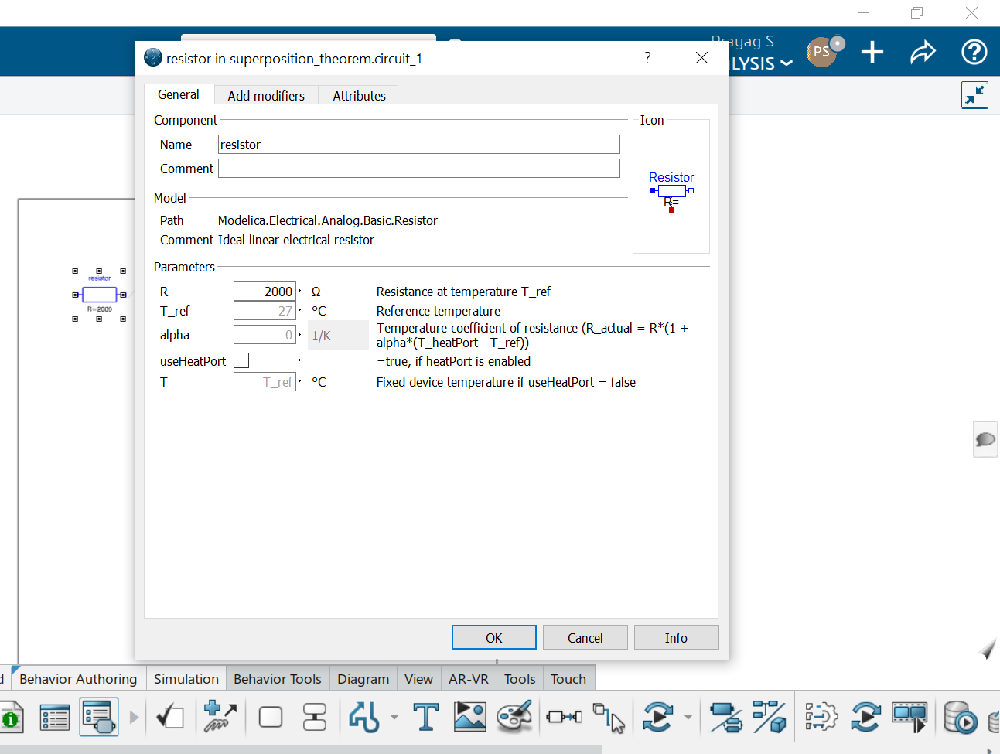 Prayag S
LYSIS
PS
resistor in superposition_theorem.circuit_1
?
General
Add modifiers
Attributes
Component
Icon
Name
resistor
Comment
Resistor
R=
Model
Path
Modelica.Electrical.Analog.Basic.Resistor
Comment
Ideal linear electrical resistor
Parameters
R
2000
Ω
Resistance at temperature T_ref
T_ref
27
°C
Reference temperature
alpha
0
1/K
Temperature coefficient of resistance (R_actual = R*(1 +
alpha*(T_heatPort - T_ref))
useHeatPort
=true, if heatPort is enabled
T
T_ref
°C
Fixed device temperature if useHeatPort = false
resistor
R=2000
OK
Cancel
Info
d
Behavior Authoring
Simulation
Behavior Tools
Diagram
View
AR-VR
Tools
Touch